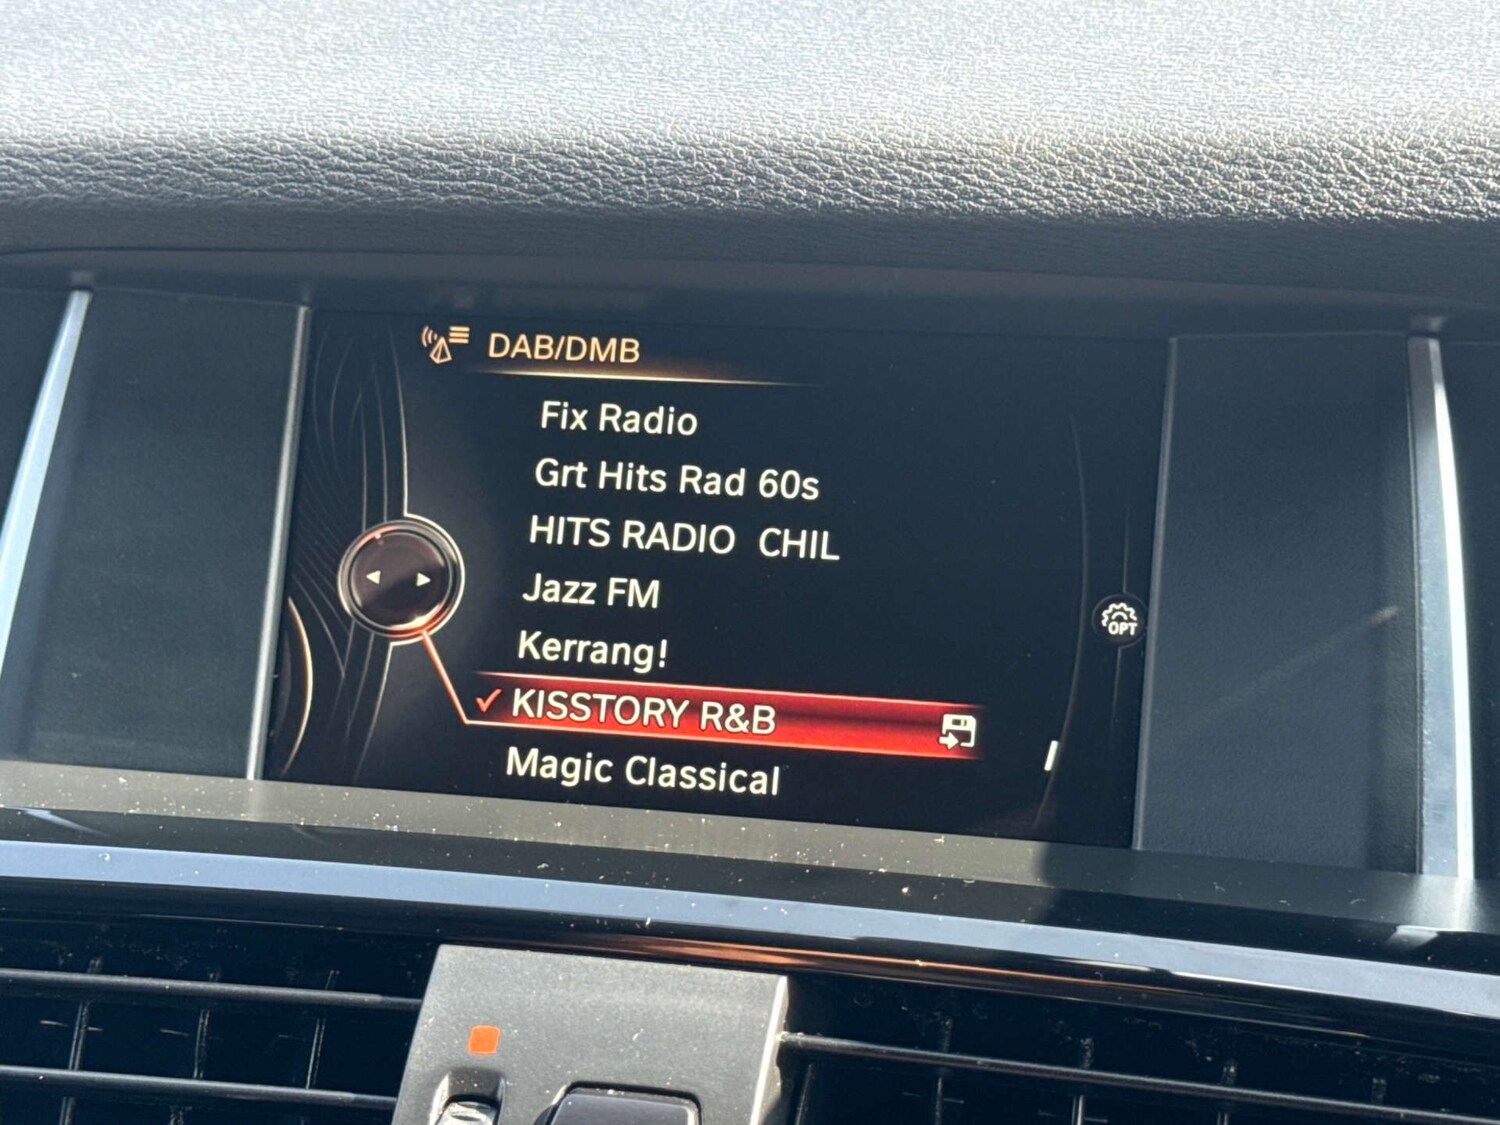 DAB/DMB
Fix Radio
Grt Hits Rad 60s
HITS RADIO  CHIL
Jazz FM
Kerrang!
KISSTORY R&B
Magic Classical
OPT